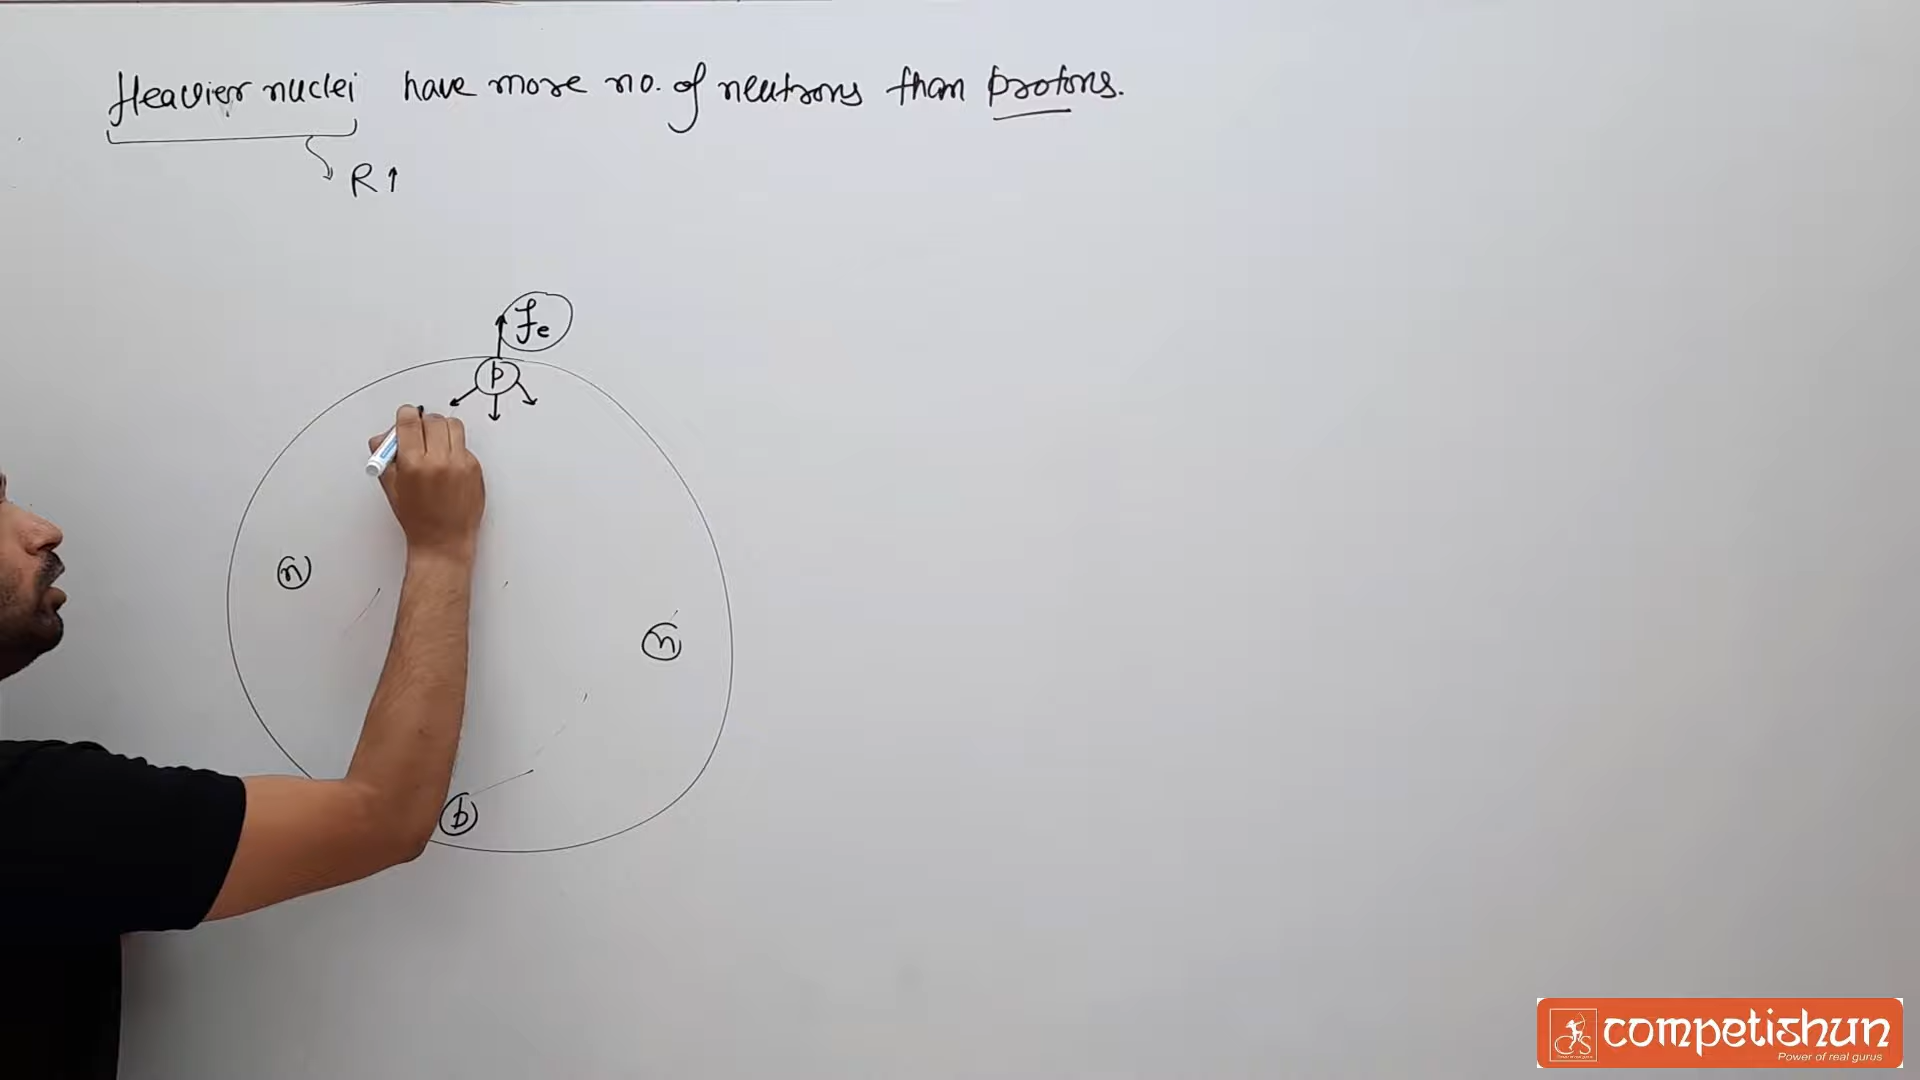 Heavier nuclei have more no. of neutrons than protons.
R↑
fe
p
n
n
p
competishun
Power of real gurus